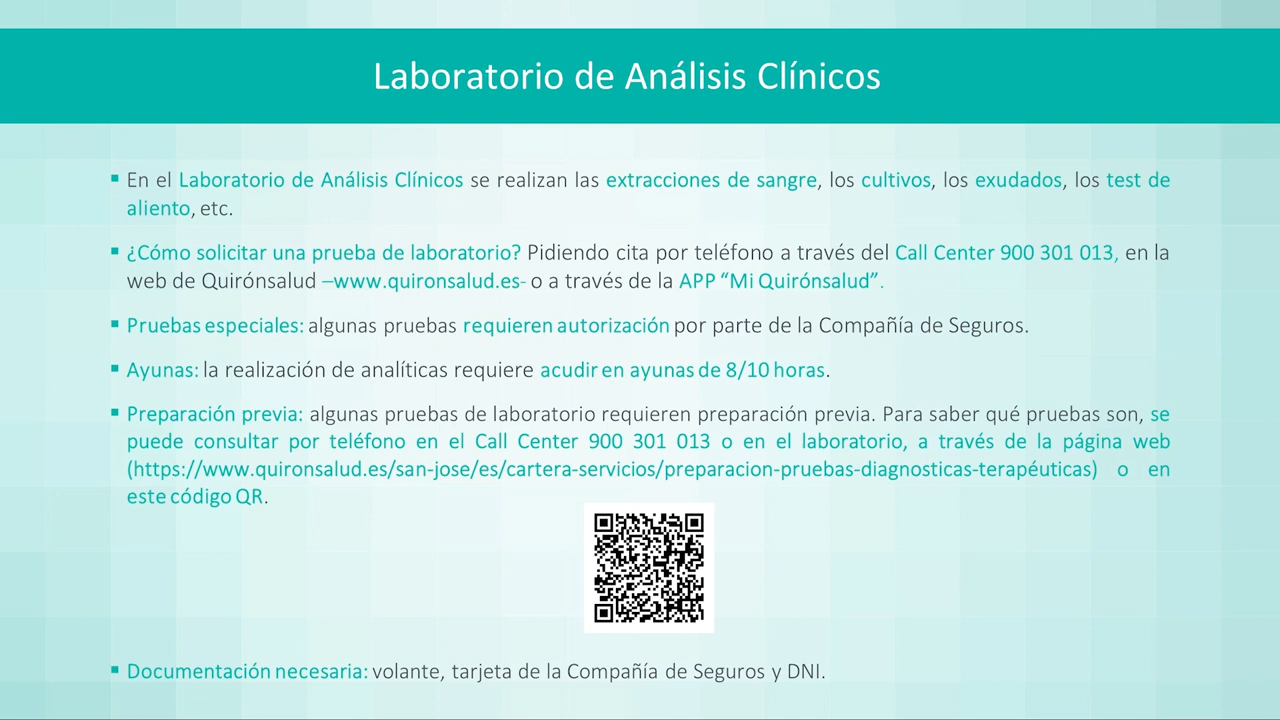 Laboratorio de Análisis Clínicos
▪ En el Laboratorio de Análisis Clínicos se realizan las extracciones de sangre, los cultivos, los exudados, los test de
aliento, etc.
▪ ¿Cómo solicitar una prueba de laboratorio? Pidiendo cita por teléfono a través del Call Center 900 301 013, en la
web de Quirónsalud –www.quironsalud.es- o a través de la APP “Mi Quirónsalud”.
▪ Pruebas especiales: algunas pruebas requieren autorización por parte de la Compañía de Seguros.
▪ Ayunas: la realización de analíticas requiere acudir en ayunas de 8/10 horas.
▪ Preparación previa: algunas pruebas de laboratorio requieren preparación previa. Para saber qué pruebas son, se
puede consultar por teléfono en el Call Center 900 301 013 o en el laboratorio, a través de la página web
(https://www.quironsalud.es/san-jose/es/cartera-servicios/preparacion-pruebas-diagnosticas-terapéuticas) o en
este código QR.
▪ Documentación necesaria: volante, tarjeta de la Compañía de Seguros y DNI.